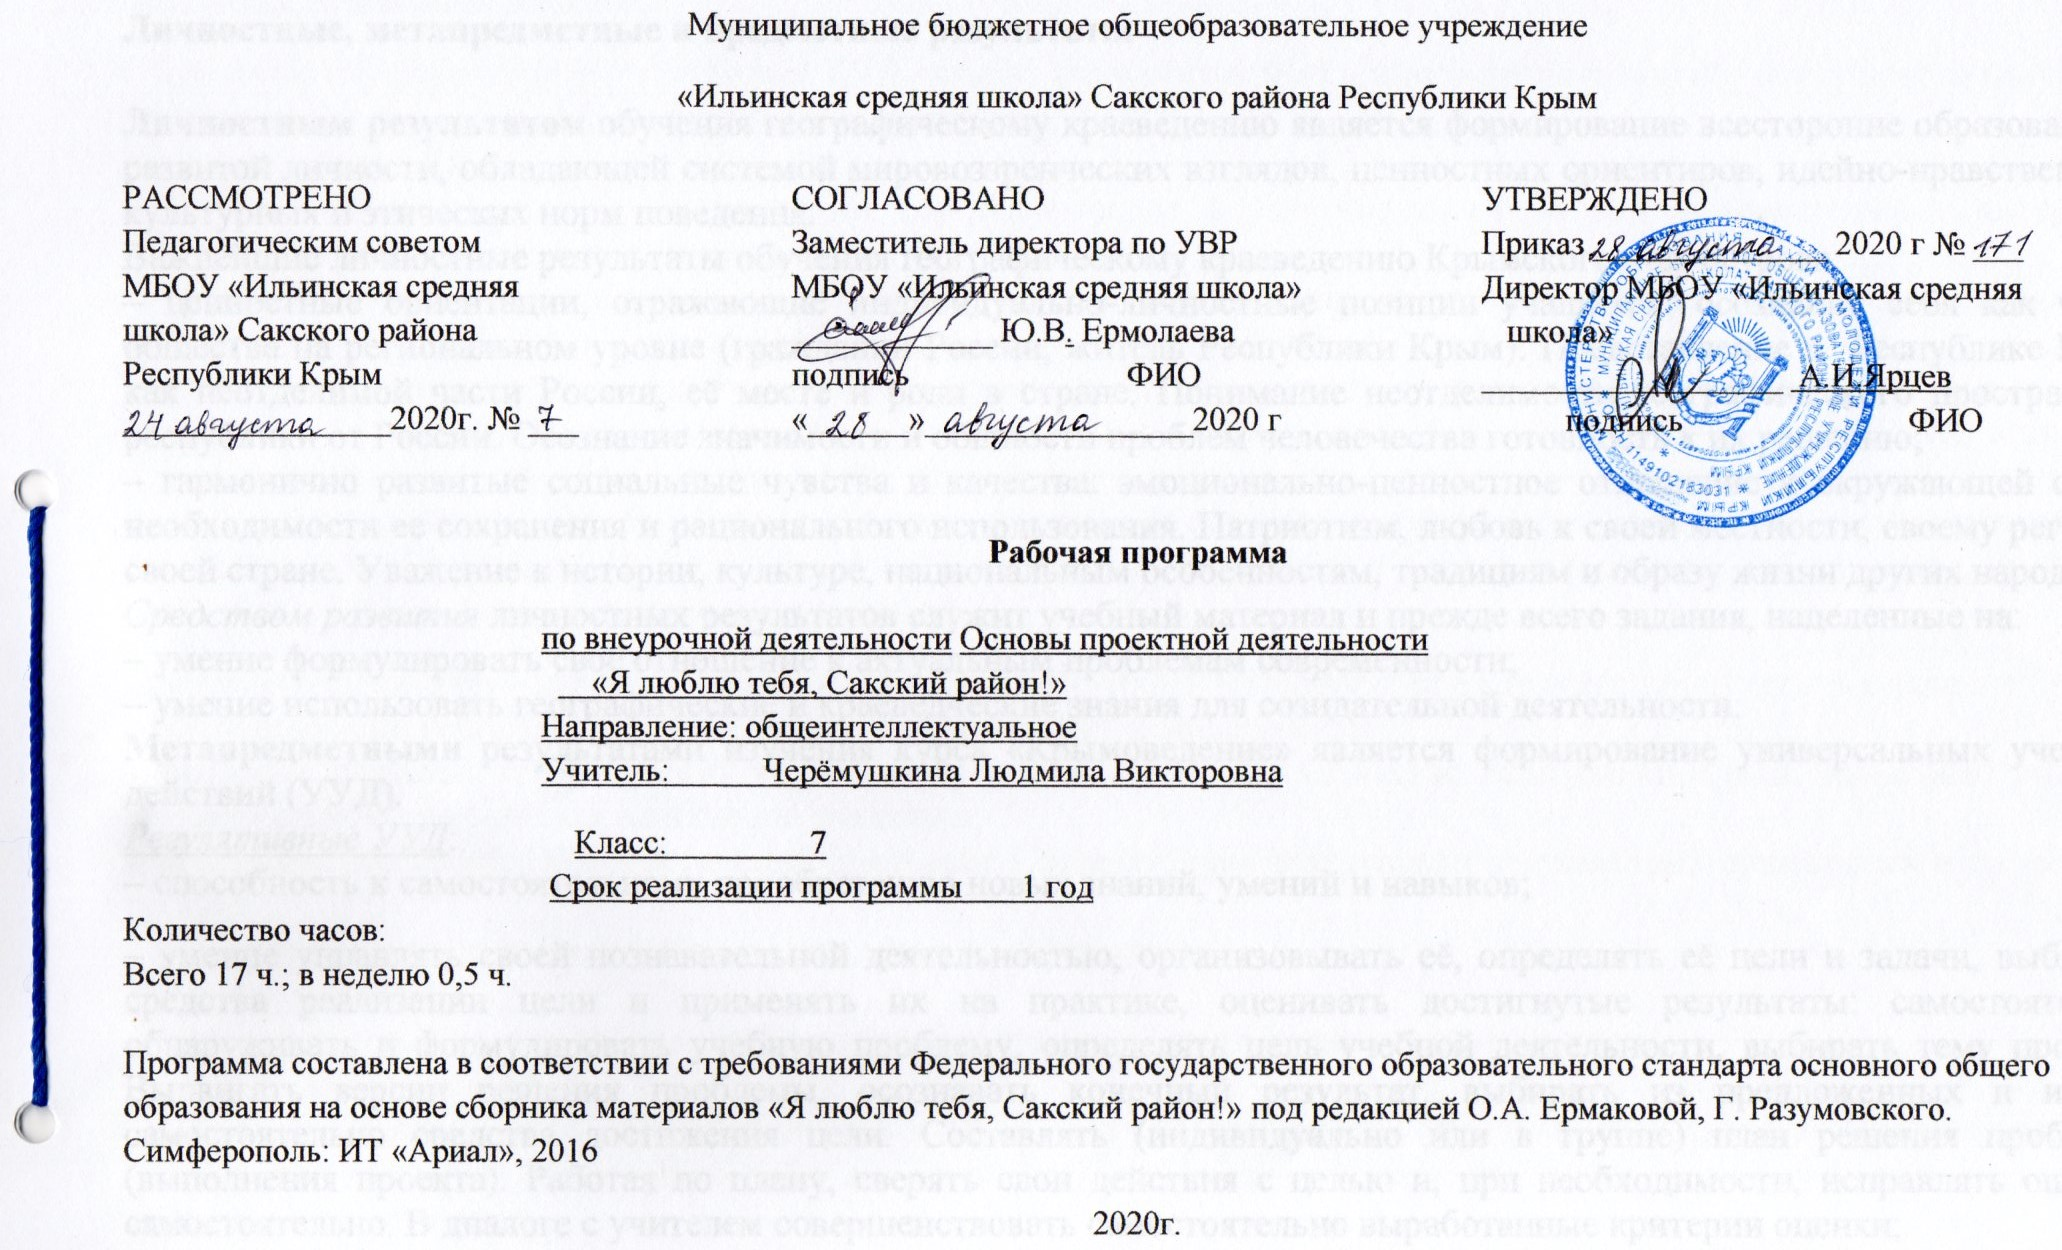 Муниципальное бюджетное общеобразовательное учреждение
«Ильинская средняя школа» Сакского района Республики Крым
РАССМОТРЕНО
Педагогическим советом
МБОУ «Ильинская средняя
школа» Сакского района
Республики Крым
24 августа 2020г. № 7
СОГЛАСОВАНО
Заместитель директора по УВР
МБОУ «Ильинская средняя школа»
Ю.В. Ермолаева
подпись ФИО
« 28 » августа 2020 г
УТВЕРЖДЕНО
Приказ 28 августа 2020 г № 171
Директор МБОУ «Ильинская средняя
школа»
А.И.Ярцев
подпись ФИО
1149102183031
Рабочая программа
по внеурочной деятельности Основы проектной деятельности
«Я люблю тебя, Сакский район!»
Направление: общеинтеллектуальное
Учитель: Черёмушкина Людмила Викторовна
Класс: 7
Срок реализации программы 1 год
Количество часов:
Всего 17 ч.; в неделю 0,5 ч.
Программа составлена в соответствии с требованиями Федерального государственного образовательного стандарта основного общего
образования на основе сборника материалов «Я люблю тебя, Сакский район!» под редакцией О.А. Ермаковой, Г. Разумовского.
Симферополь: ИТ «Ариал», 2016
2020г.